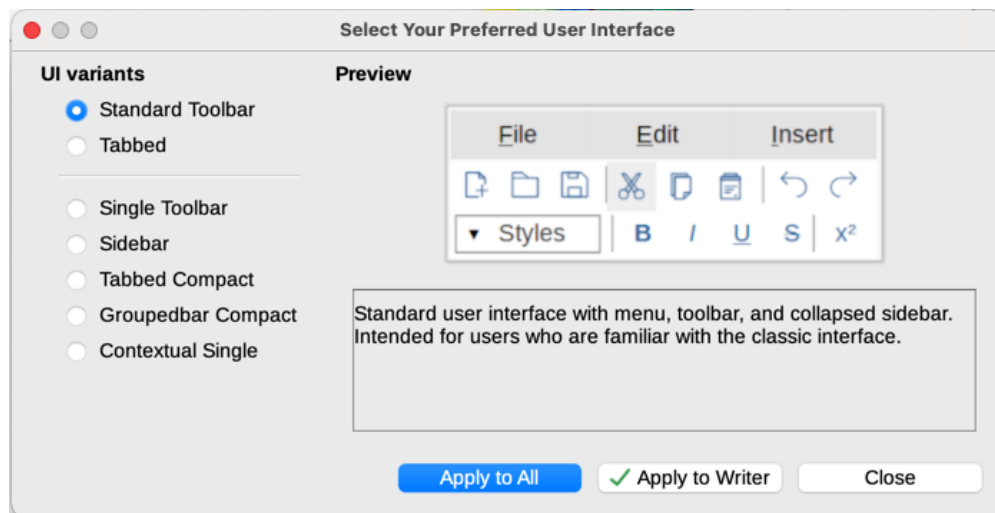 Select Your Preferred User Interface
UI variants
Standard Toolbar
Tabbed
Single Toolbar
Sidebar
Tabbed Compact
Groupedbar Compact
Contextual Single
Preview
File Edit Insert
Styles B I U S x²
Standard user interface with menu, toolbar, and collapsed sidebar.
Intended for users who are familiar with the classic interface.
Apply to All Apply to Writer Close